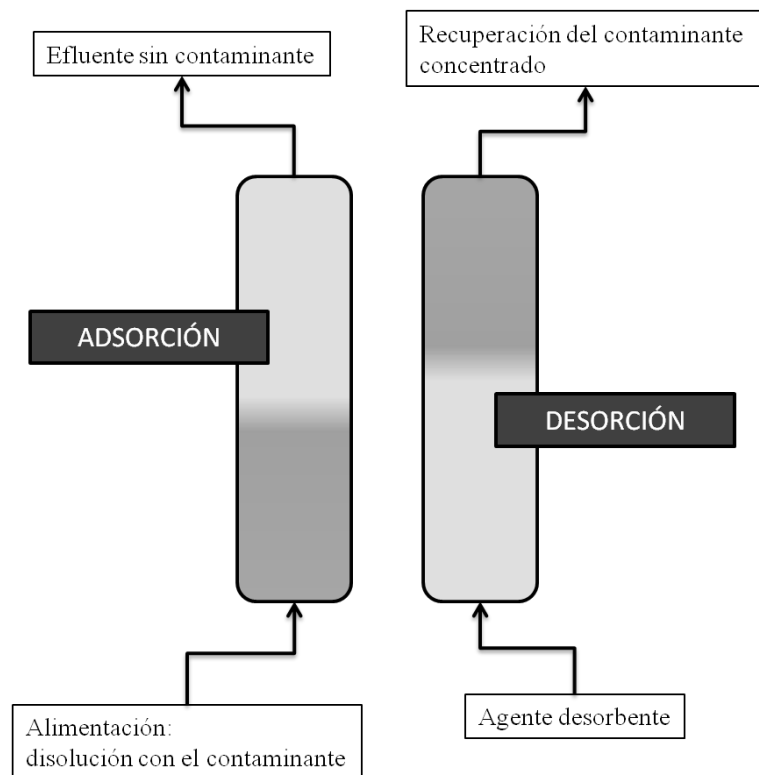 Efluente sin contaminante
Recuperación del contaminante
concentrado
ADSORCIÓN
DESORCIÓN
Alimentación:
disolución con el contaminante
Agente desorbente